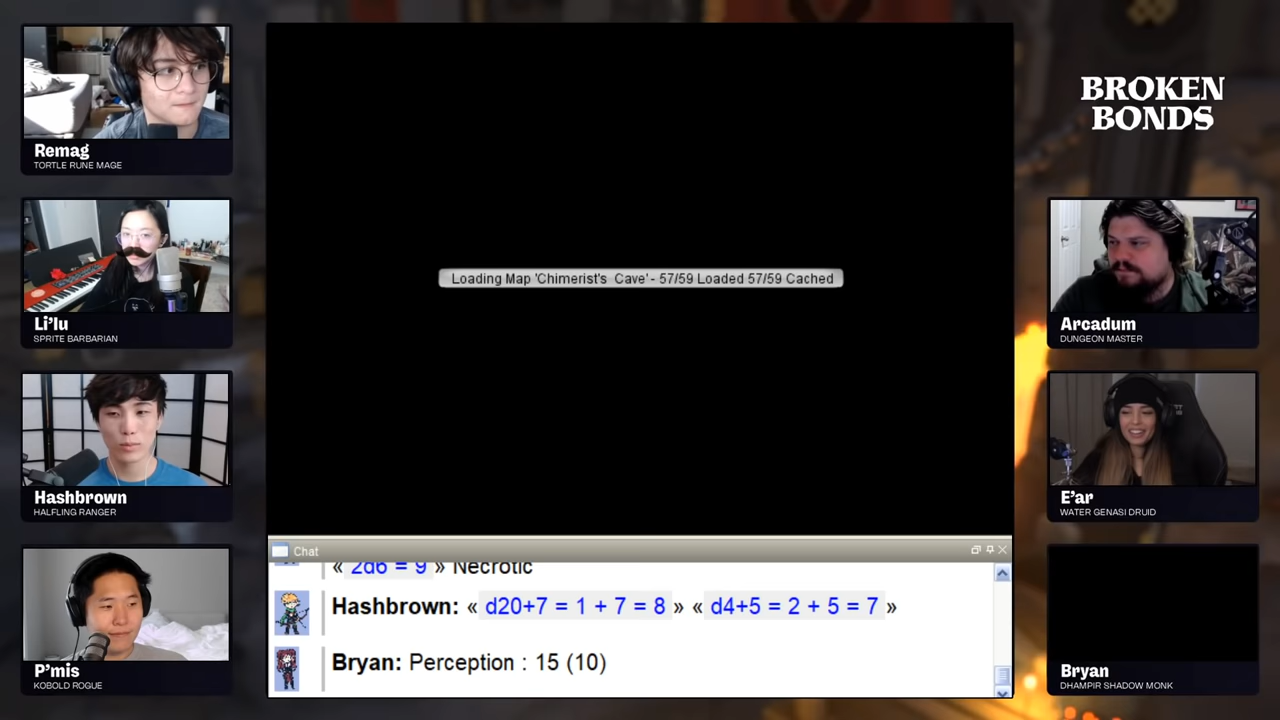 Remag
TORTLE RUNE MAGE
Li'lu
SPRITE BARBARIAN
Hashbrown
HALFLING RANGER
P'mis
KOBOLD ROGUE
Loading Map 'Chimerist's Cave' - 57/59 Loaded 57/59 Cached
Chat
« 2d6 = 9 » Necrotic
Hashbrown: « d20+7 = 1 + 7 = 8 » « d4+5 = 2 + 5 = 7 »
Bryan: Perception : 15 (10)
BROKEN
BONDS
Arcadum
DUNGEON MASTER
E'ar
WATER GENASI DRUID
Bryan
DHAMPIR SHADOW MONK